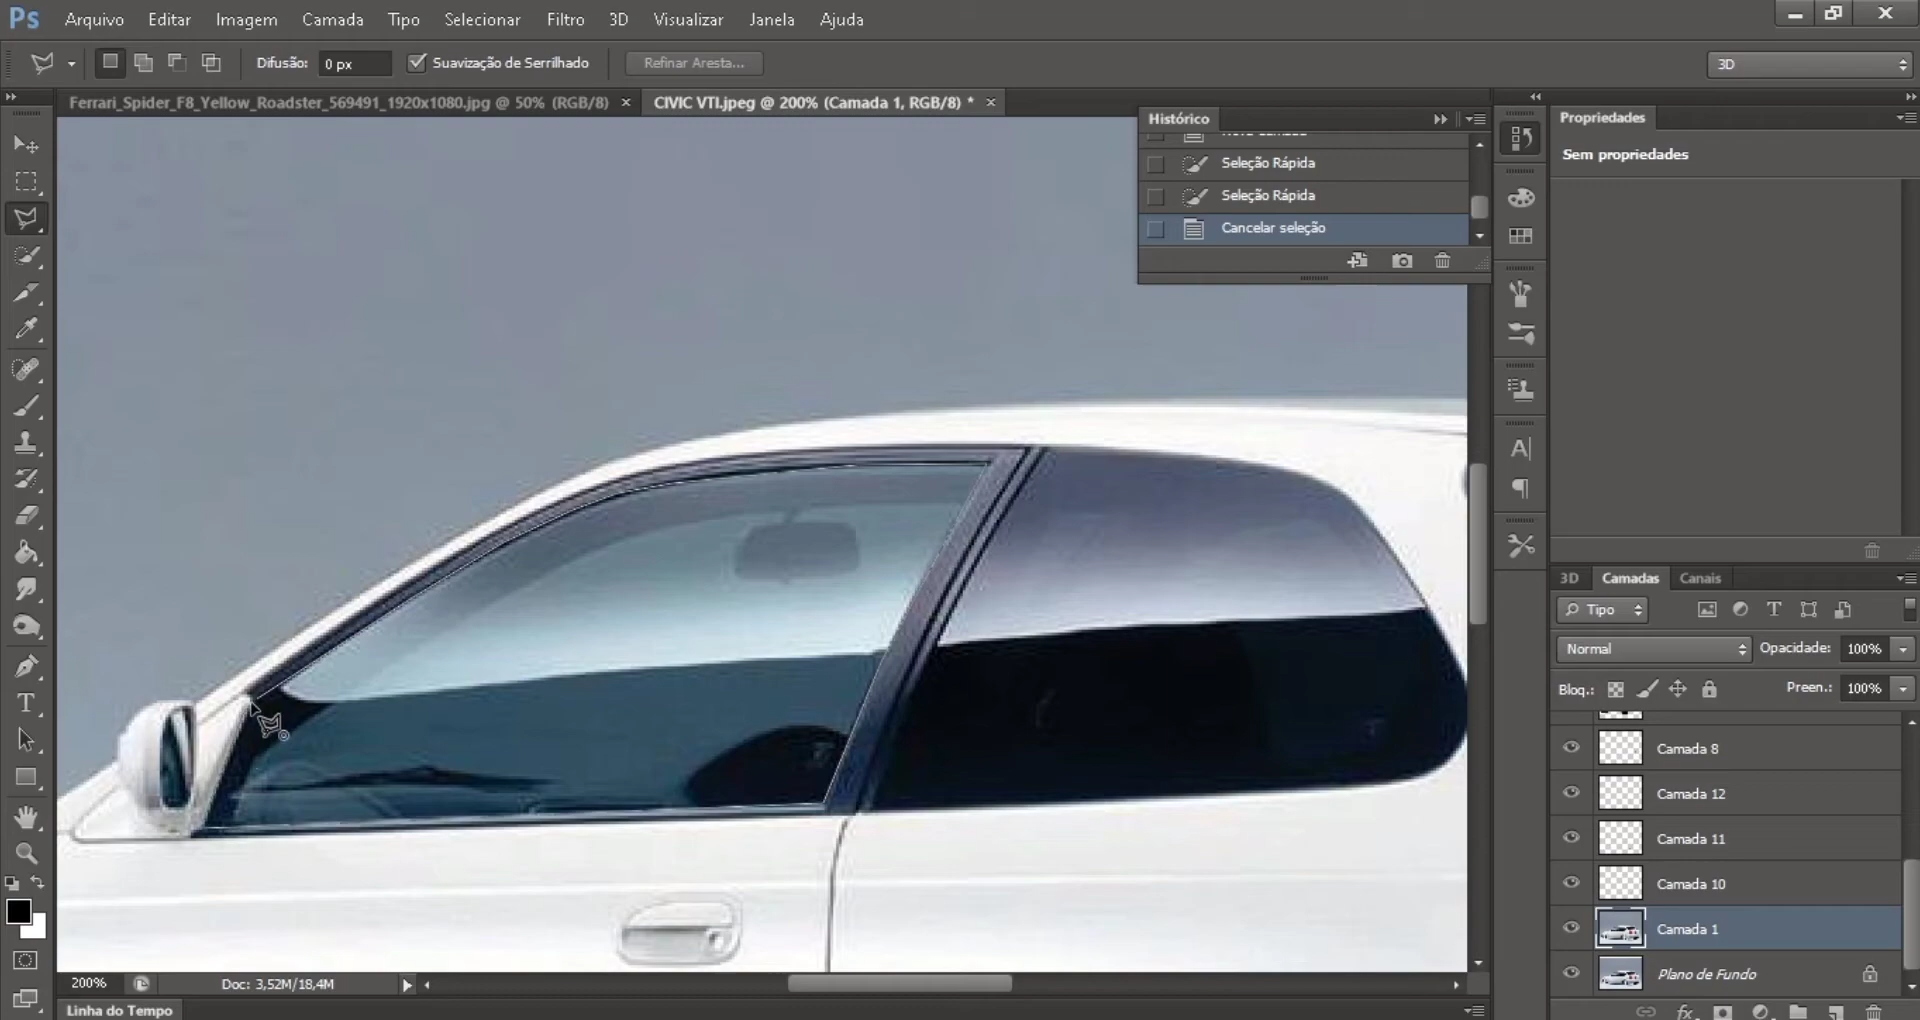 Ps Arquivo Editar Imagem Camada Tipo Selecionar Filtro 3D Visualizar Janela Ajuda
Difusão: 0 px Suavização de Serrilhado Refinar Aresta... 3D
Ferrari_Spider_F8_Yellow_Roadster_569491_1920x1080.jpg @ 50% (RGB/8) × CIVIC VTI.jpeg @ 200% (Camada 1, RGB/8) * ×
Histórico
Seleção Rápida
Seleção Rápida
Cancelar seleção
Propriedades
Sem propriedades
3D Camadas Canais
Tipo
Normal Opacidade: 100%
Bloq.: Preen.: 100%
Camada 8
Camada 12
Camada 11
Camada 10
Camada 1
Plano de Fundo
200% Doc: 3,52M/18,4M
Linha do Tempo